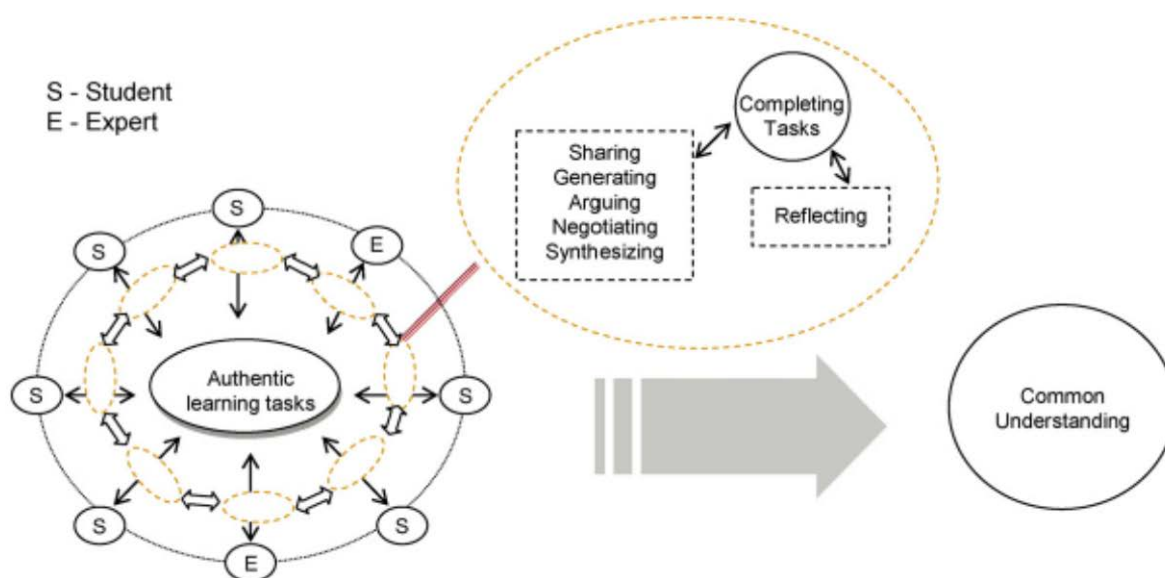 S - Student
E - Expert
Completing
Tasks
Sharing
Generating
Arguing
Negotiating
Synthesizing
Reflecting
S
E
S
S
S
S
S
E
Authentic
learning tasks
Common
Understanding